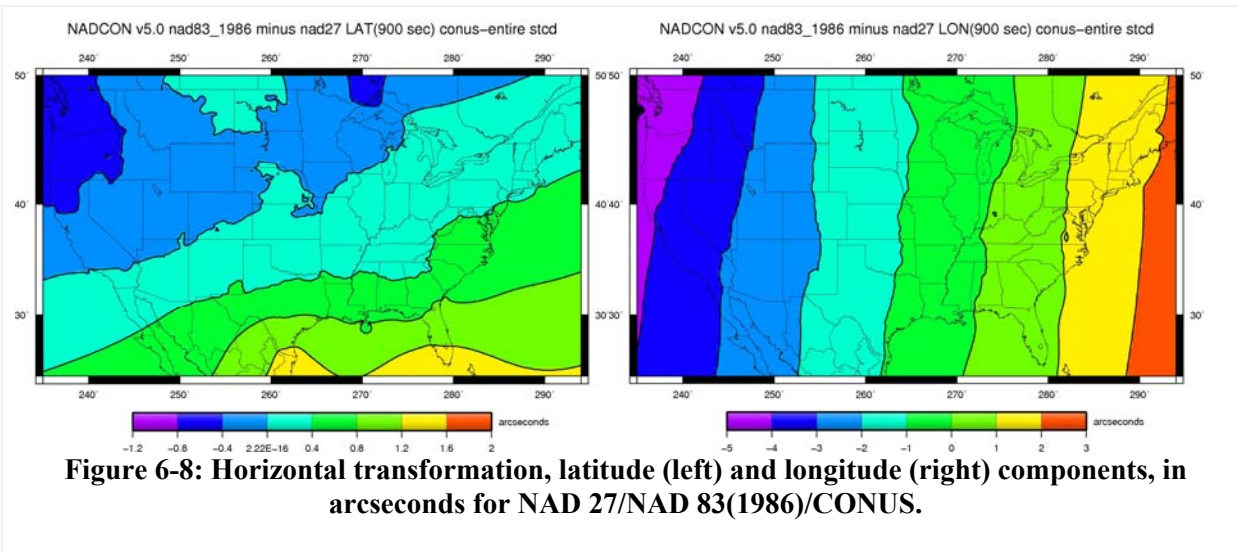 NADCON v5.0 nad83_1986 minus nad27 LAT(900 sec) conus-entire stcd
240˚ 250˚ 260˚ 270˚ 280˚ 290˚
50˚ 50˚
40˚ 40˚
30˚ 30˚
240˚ 250˚ 260˚ 270˚ 280˚ 290˚
arcseconds
-1.2 -0.8 -0.4 2.22E-16 0.4 0.8 1.2 1.6 2
NADCON v5.0 nad83_1986 minus nad27 LON(900 sec) conus-entire stcd
240˚ 250˚ 260˚ 270˚ 280˚ 290˚
50˚ 50˚
40˚ 40˚
30˚ 30˚
240˚ 250˚ 260˚ 270˚ 280˚ 290˚
arcseconds
-5 -4 -3 -2 -1 0 1 2 3
Figure 6-8: Horizontal transformation, latitude (left) and longitude (right) components, in
arcseconds for NAD 27/NAD 83(1986)/CONUS.